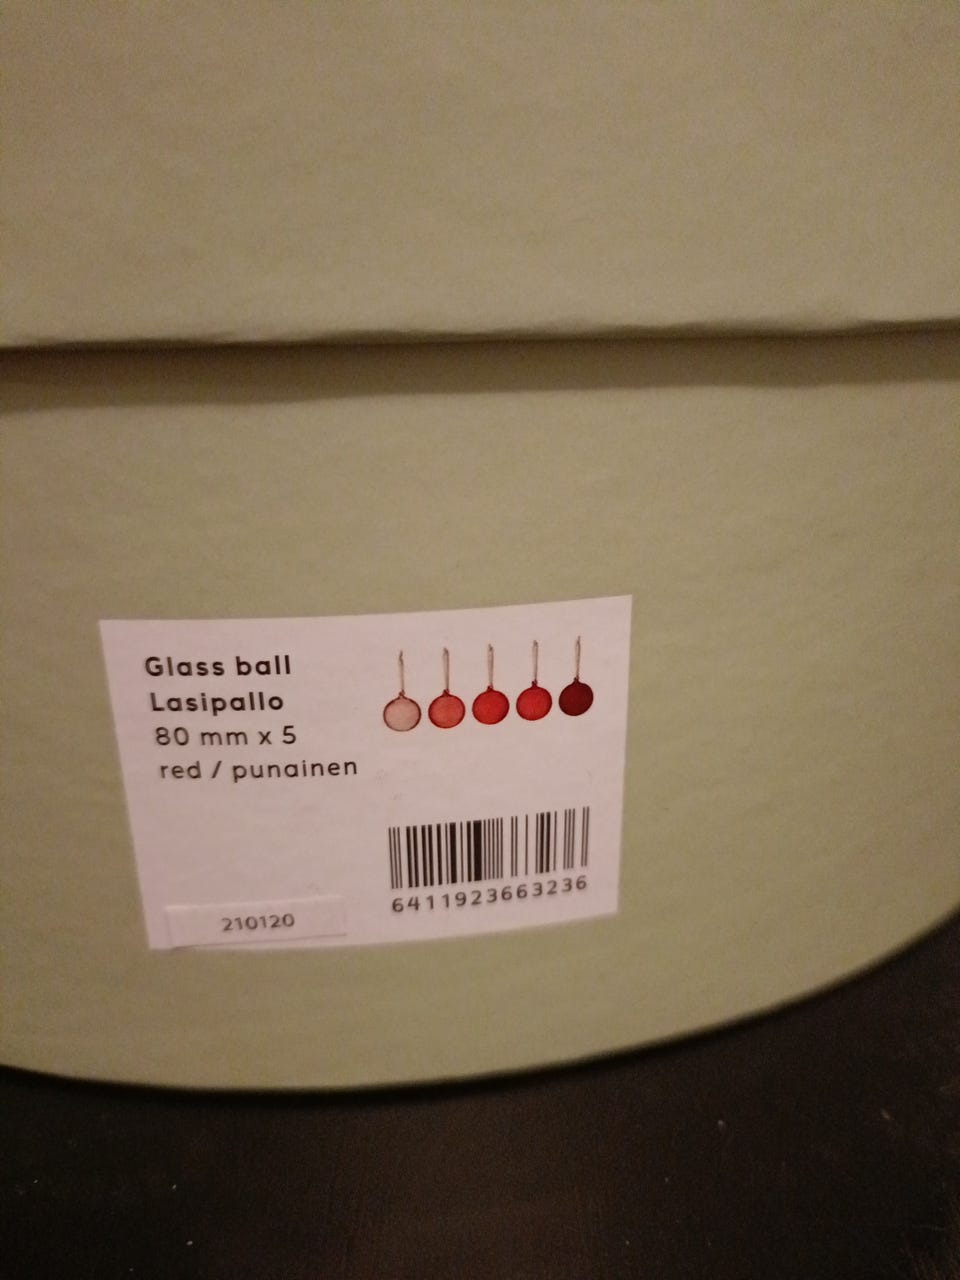 Glass ball
Lasipallo
80 mm x 5
red / punainen
6411923663236
210120